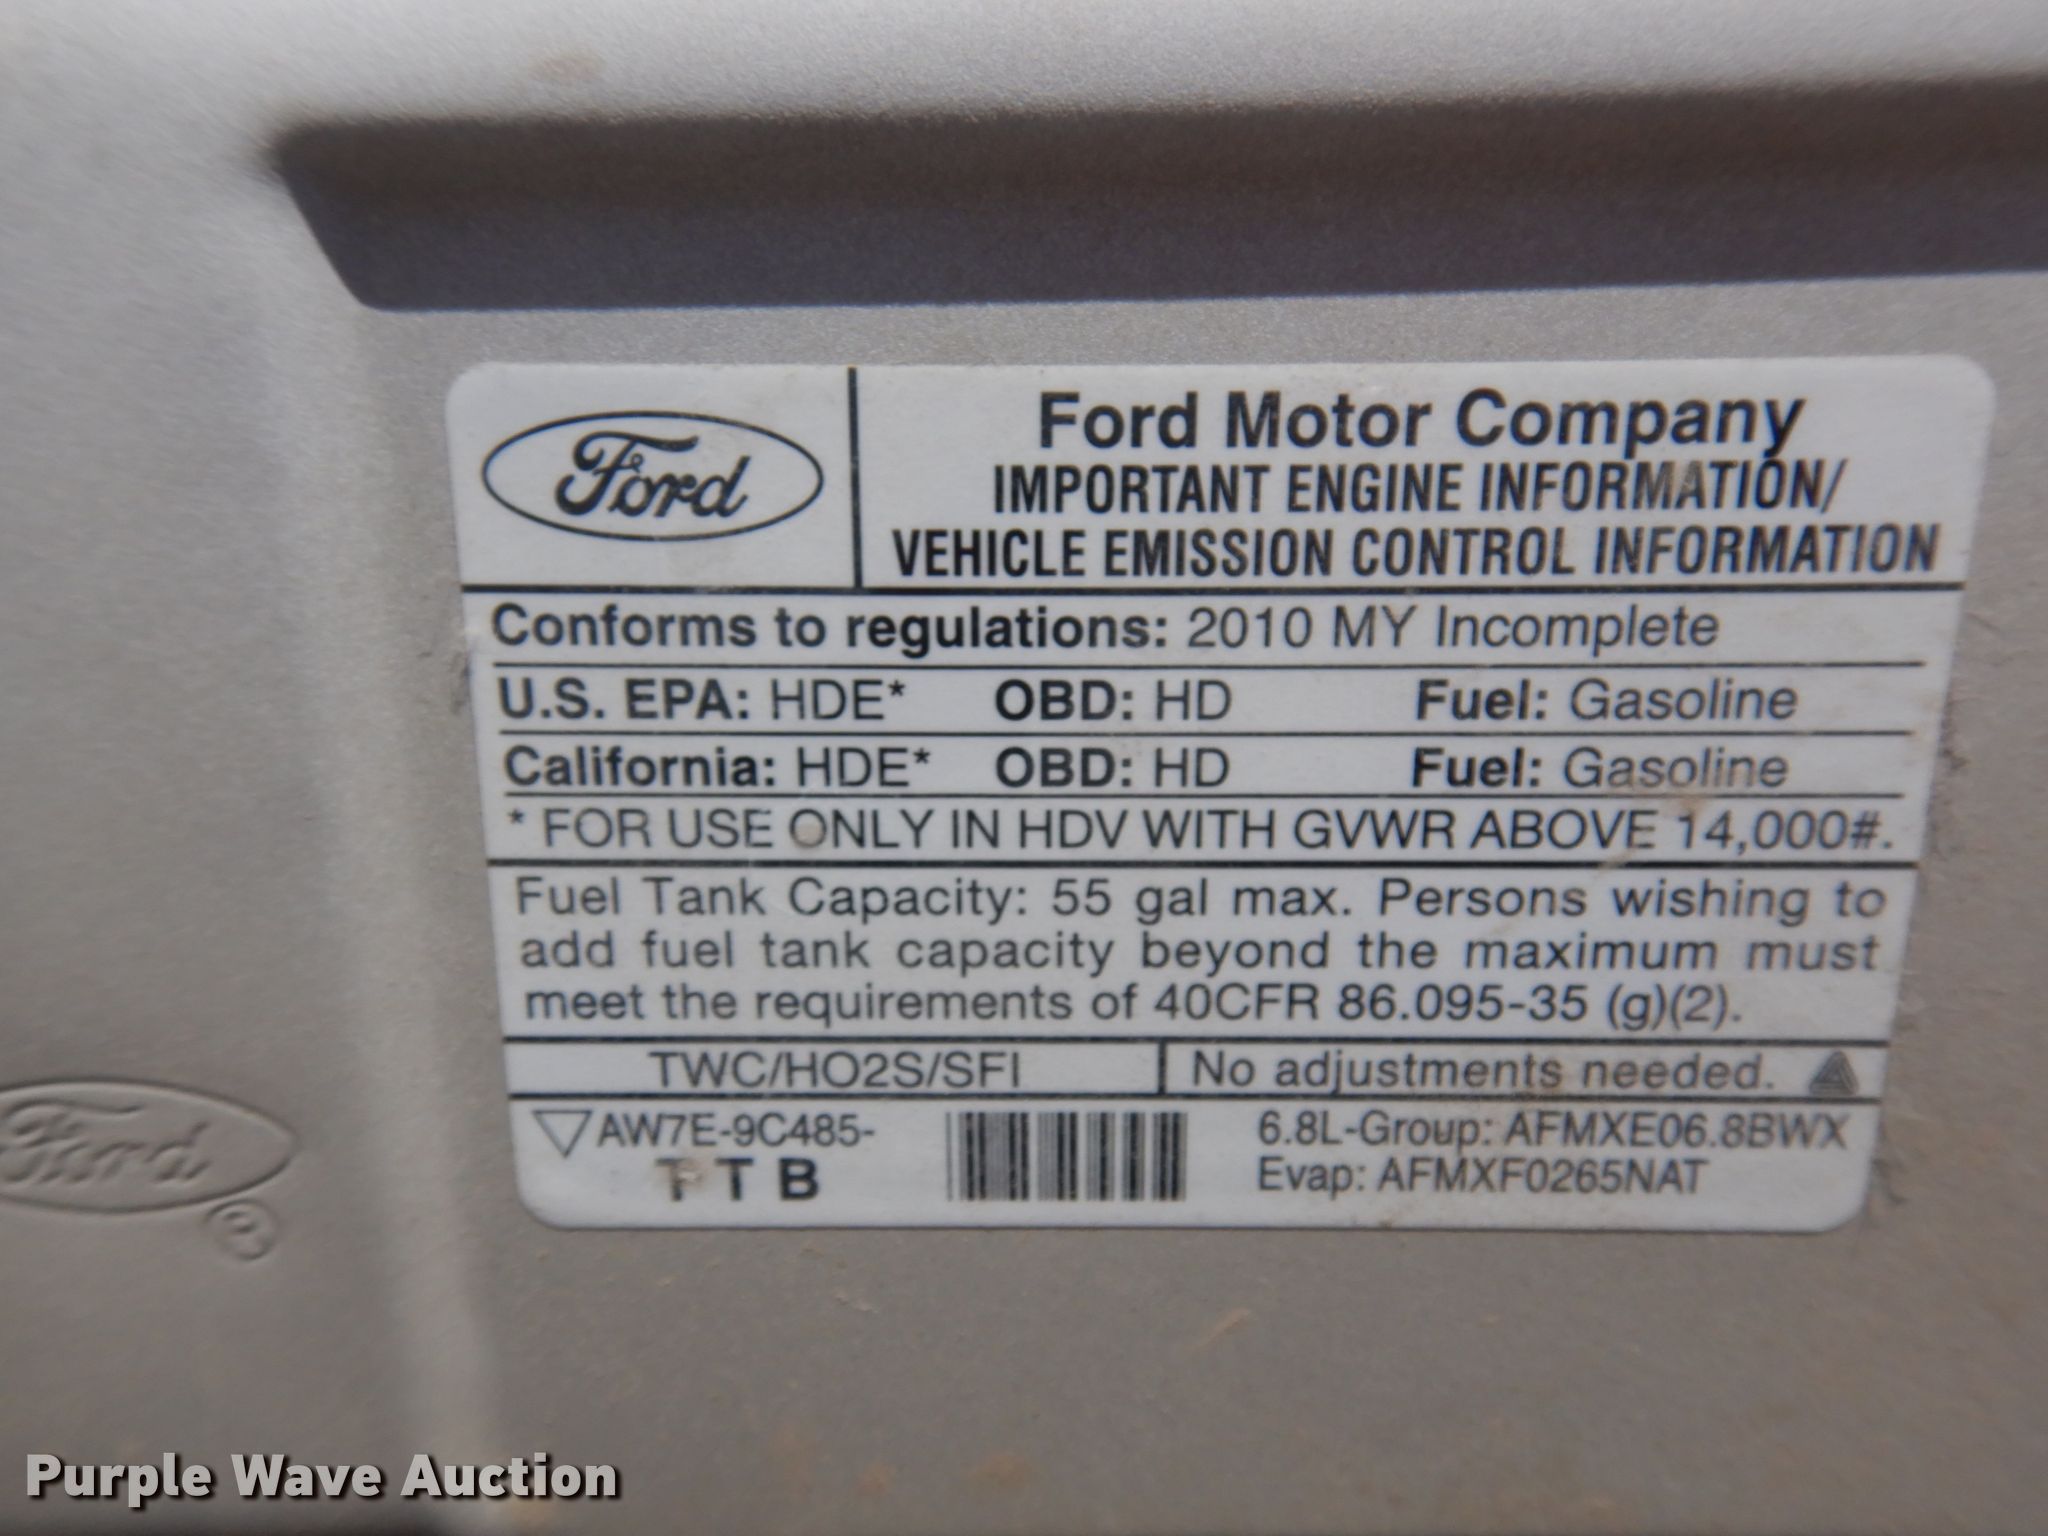 Ford
Ford Motor Company
IMPORTANT ENGINE INFORMATION/
VEHICLE EMISSION CONTROL INFORMATION
Conforms to regulations: 2010 MY Incomplete
U.S. EPA: HDE* OBD: HD Fuel: Gasoline
California: HDE* OBD: HD Fuel: Gasoline
* FOR USE ONLY IN HDV WITH GVWR ABOVE 14,000#.
Fuel Tank Capacity: 55 gal max. Persons wishing to
add fuel tank capacity beyond the maximum must
meet the requirements of 40CFR 86.095-35 (g)(2).
TWC/HO2S/SFI No adjustments needed.
AW7E-9C485-
TTB
6.8L-Group: AFMXE06.8BWX
Evap: AFMXF0265NAT
Ford ®
Purple Wave Auction